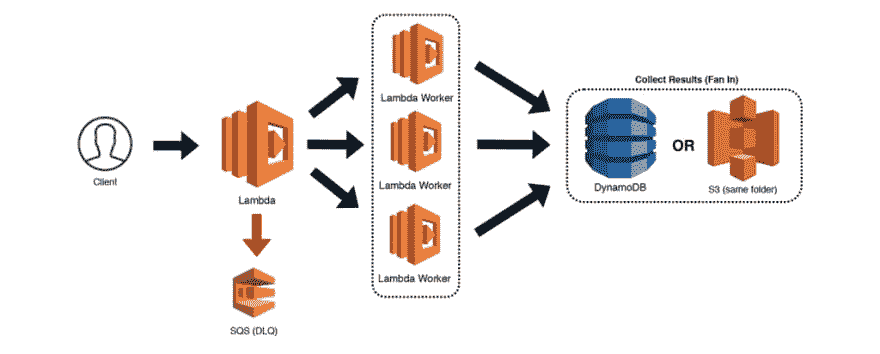 Client
Lambda
SQS (DLQ)
Lambda Worker
Lambda Worker
Lambda Worker
Collect Results (Fan In)
DynamoDB
OR
S3 (same folder)